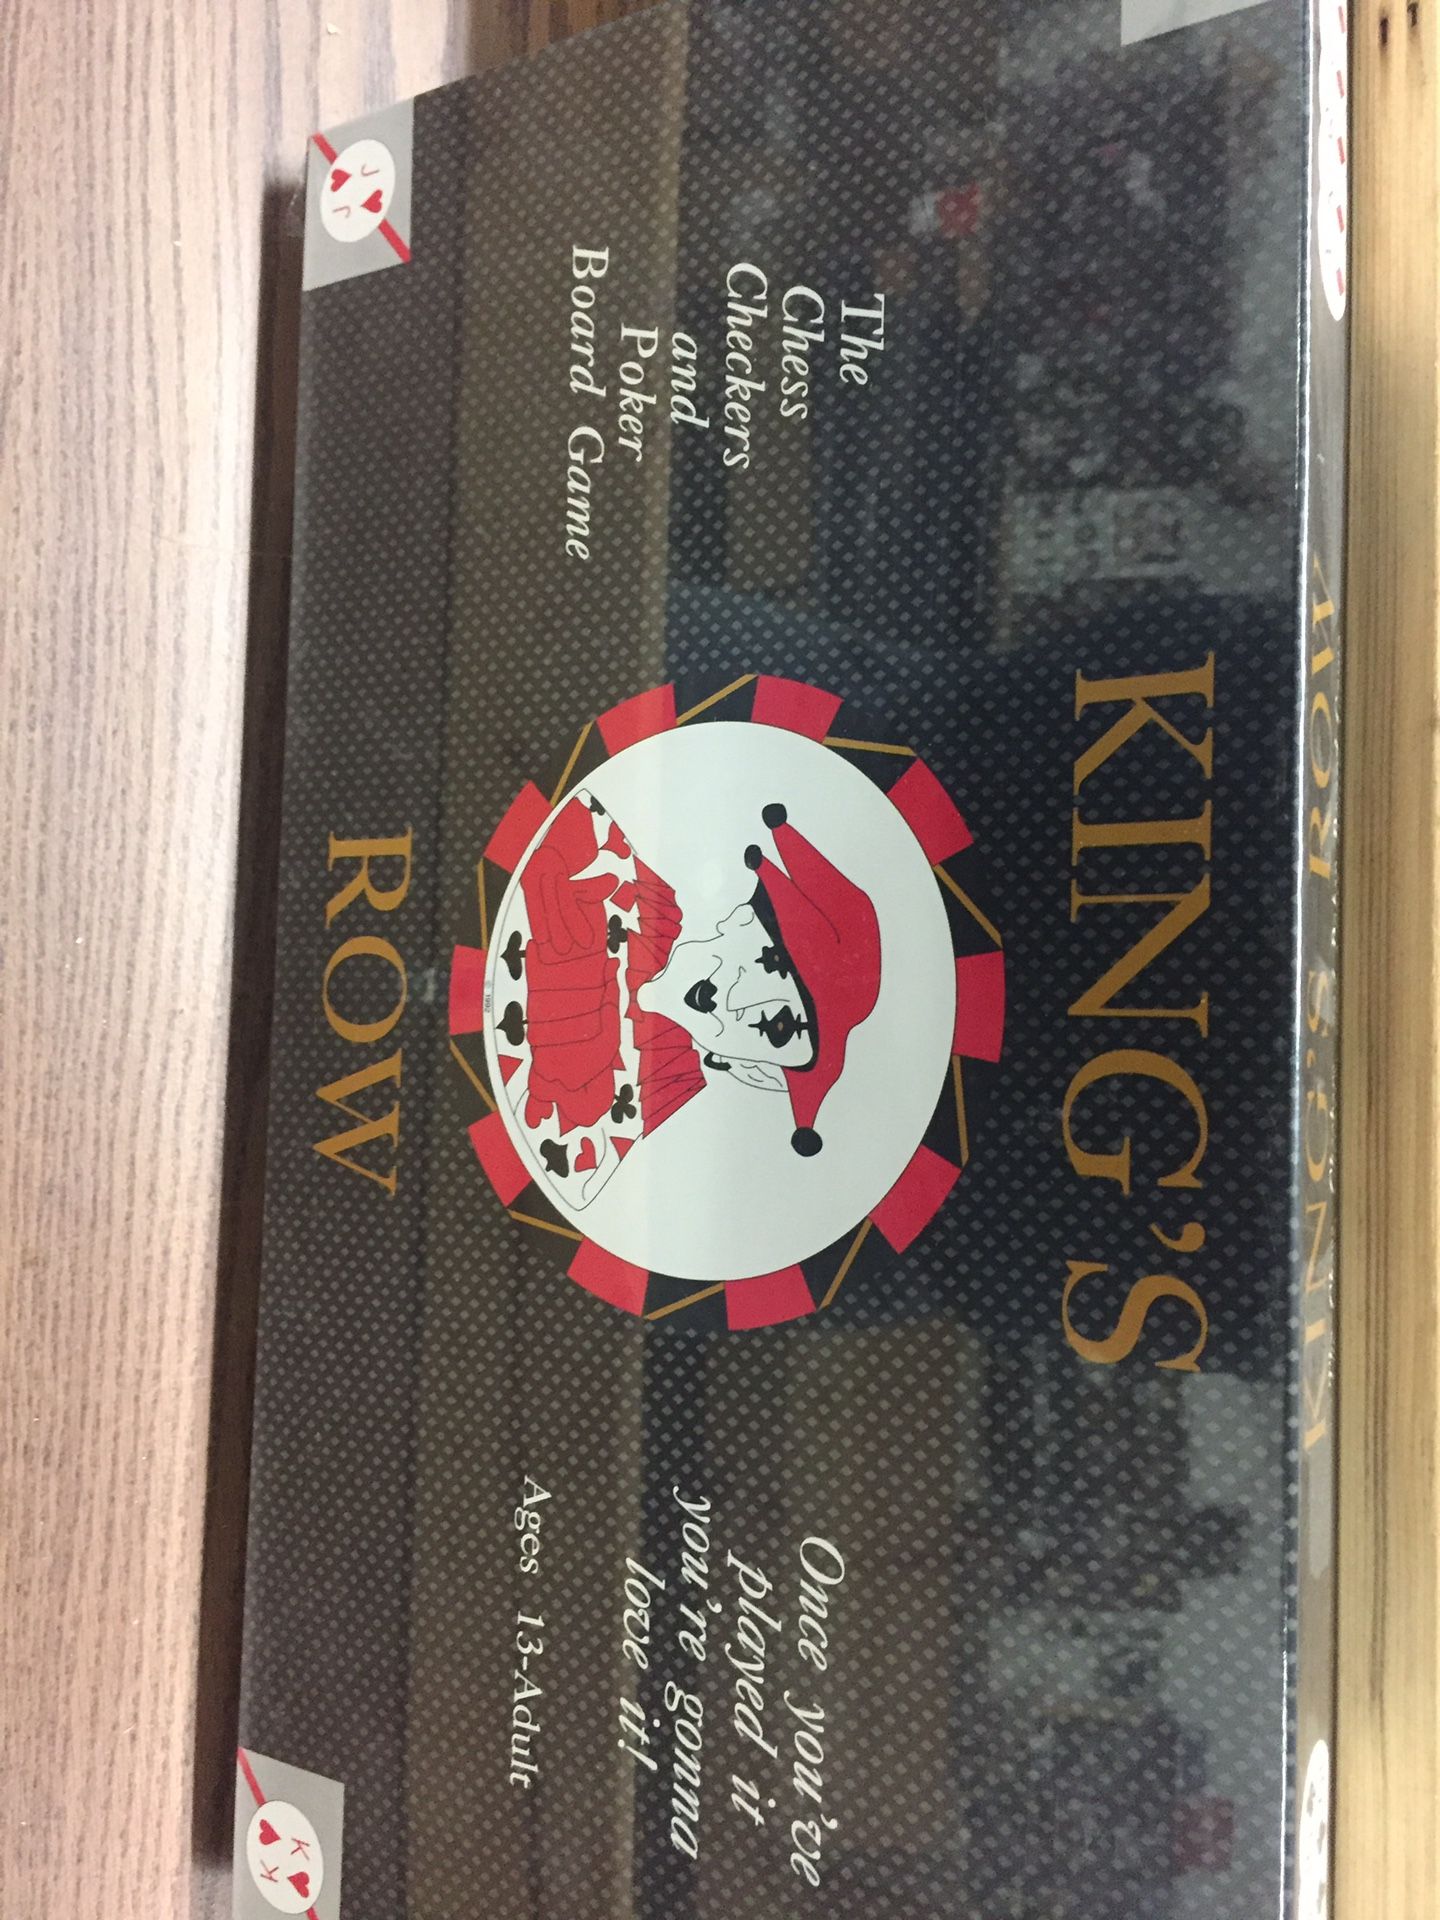 KING'S
The
Chess
Checkers
and
Poker
Board Game
Once you've
played it
you're gonna
love it!
Ages 13-Adult
© 1992
ROW
J
J
K
K
KING'S ROW